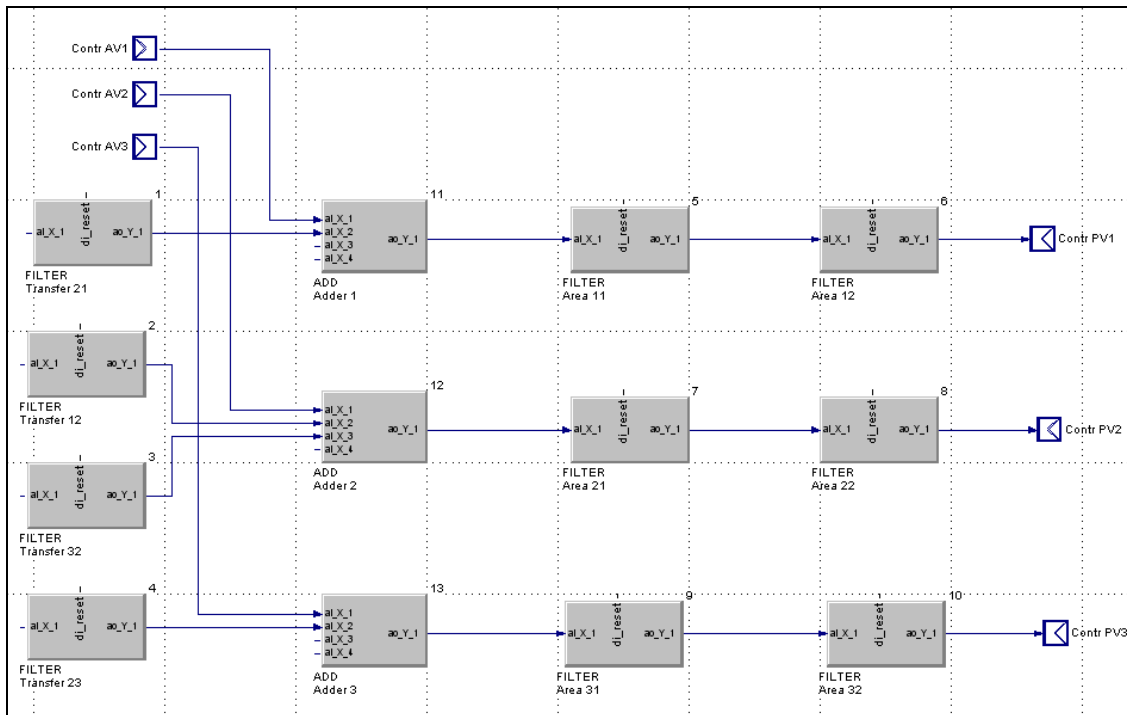 Contr AV1
Contr AV2
Contr AV3
1
di_reset
al_X_1
ao_Y_1
FILTER
Transfer 21
11
al_X_1
al_X_2
al_X_3
al_X_4
ao_Y_1
ADD
Adder 1
5
di_reset
al_X_1
ao_Y_1
FILTER
Area 11
6
di_reset
al_X_1
ao_Y_1
FILTER
Area 12
Contr PV1
2
di_reset
al_X_1
ao_Y_1
FILTER
Transfer 12
3
di_reset
al_X_1
ao_Y_1
FILTER
Transfer 32
12
al_X_1
al_X_2
al_X_3
al_X_4
ao_Y_1
ADD
Adder 2
7
di_reset
al_X_1
ao_Y_1
FILTER
Area 21
8
di_reset
al_X_1
ao_Y_1
FILTER
Area 22
Contr PV2
4
di_reset
al_X_1
ao_Y_1
FILTER
Transfer 23
13
al_X_1
al_X_2
al_X_3
al_X_4
ao_Y_1
ADD
Adder 3
9
di_reset
al_X_1
ao_Y_1
FILTER
Area 31
10
di_reset
al_X_1
ao_Y_1
FILTER
Area 32
Contr PV3